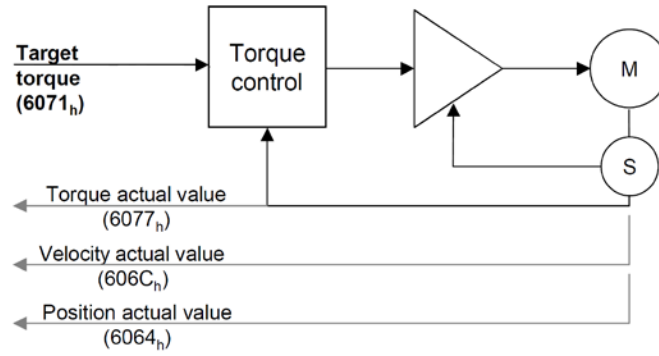 Target
torque
(6071h)
Torque
control
M
S
Torque actual value
(6077h)
Velocity actual value
(606Ch)
Position actual value
(6064h)